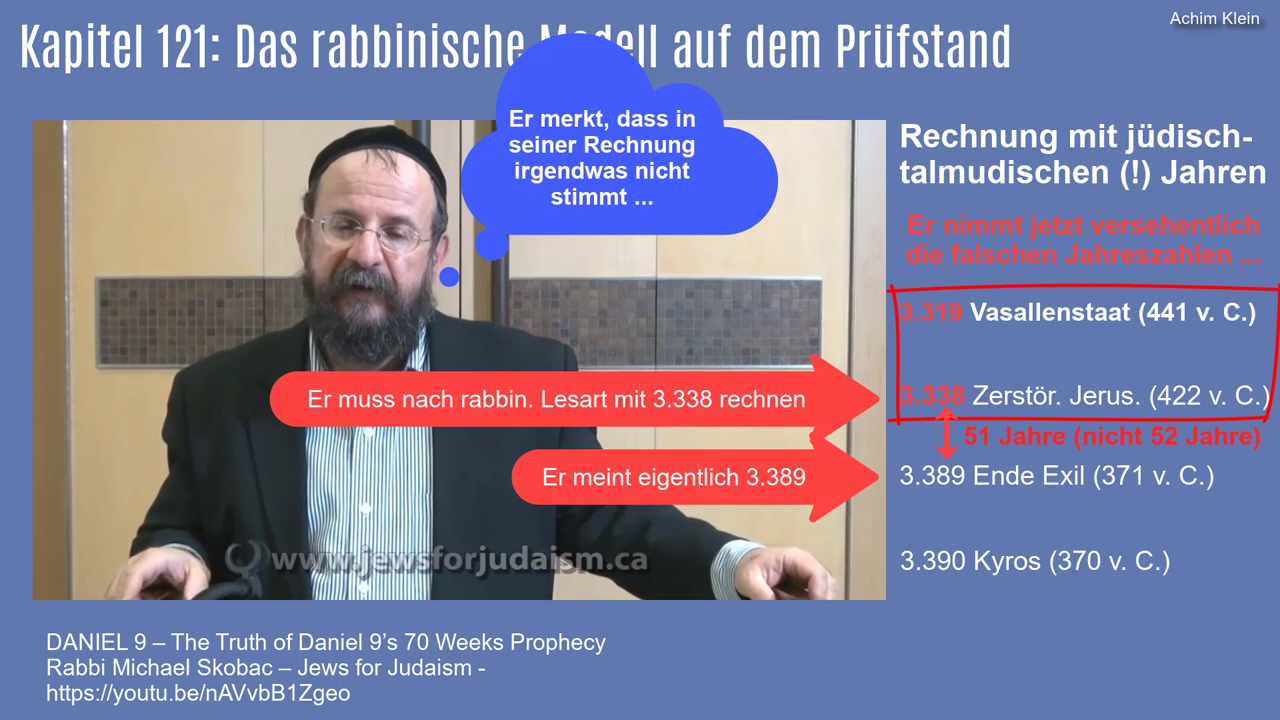 Achim Klein
Kapitel 121: Das rabbinische Modell auf dem Prüfstand
Er merkt, dass in
seiner Rechnung
irgendwas nicht
stimmt ...
Rechnung mit jüdisch-
talmudischen (!) Jahren
Er nimmt jetzt versehentlich
die falschen Jahreszahlen ...
3.319 Vasallenstaat (441 v. C.)
Er muss nach rabbin. Lesart mit 3.338 rechnen
3.338 Zerstör. Jerus. (422 v. C.)
51 Jahre (nicht 52 Jahre)
Er meint eigentlich 3.389
3.389 Ende Exil (371 v. C.)
3.390 Kyros (370 v. C.)
www.jewsforjudaism.ca
DANIEL 9 – The Truth of Daniel 9’s 70 Weeks Prophecy
Rabbi Michael Skobac – Jews for Judaism -
https://youtu.be/nAVvbB1Zgeo